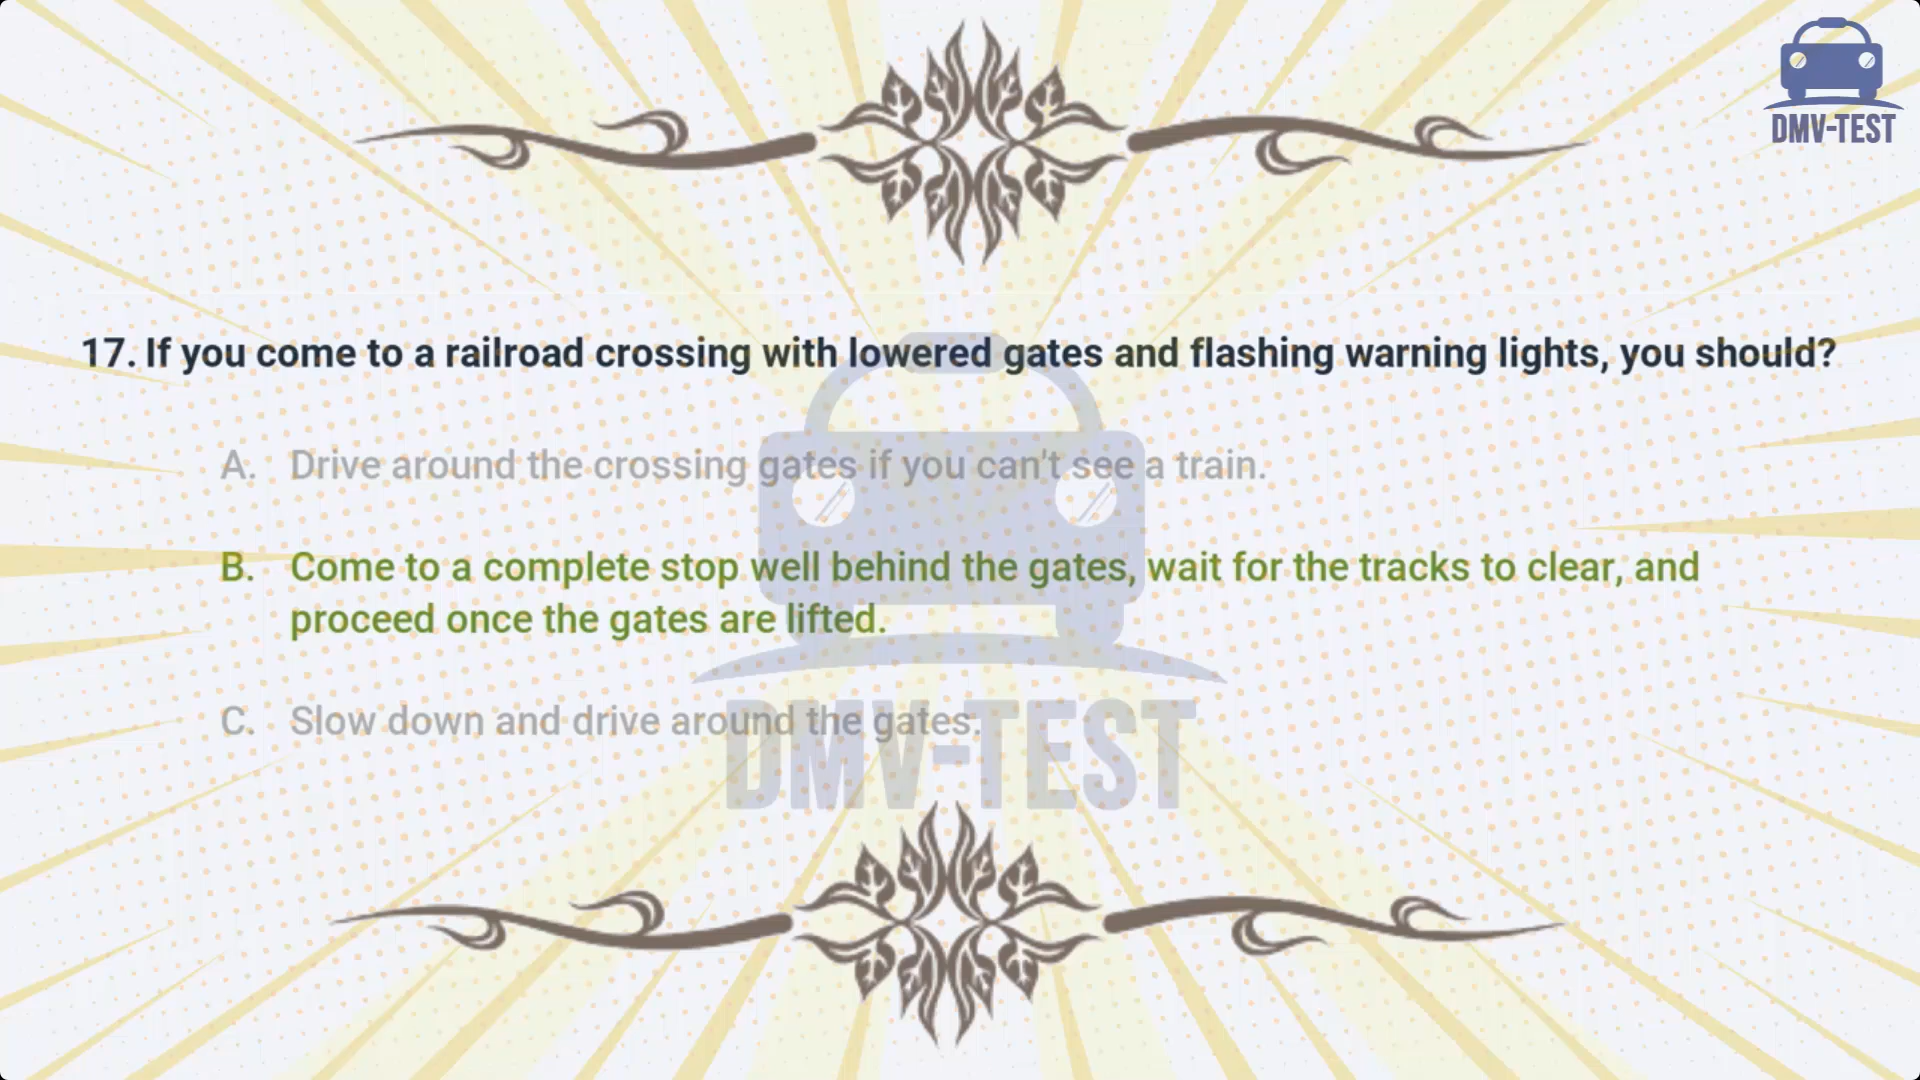 DMV-TEST
17. If you come to a railroad crossing with lowered gates and flashing warning lights, you should?
A. Drive around the crossing gates if you can't see a train.
B. Come to a complete stop well behind the gates, wait for the tracks to clear, and
proceed once the gates are lifted.
C. Slow down and drive around the gates.
DMV-TEST